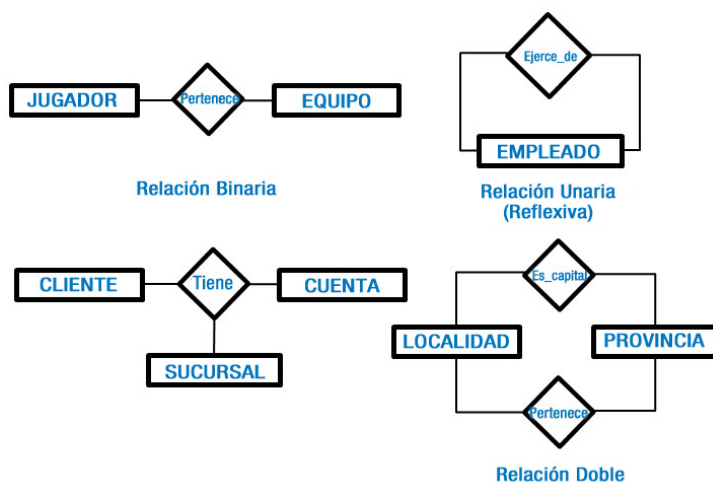 JUGADOR
Pertenece
EQUIPO
Relación Binaria
Ejerce_de
EMPLEADO
Relación Unaria
(Reflexiva)
CLIENTE
Tiene
CUENTA
SUCURSAL
Es_capital
LOCALIDAD
PROVINCIA
Pertenece
Relación Doble